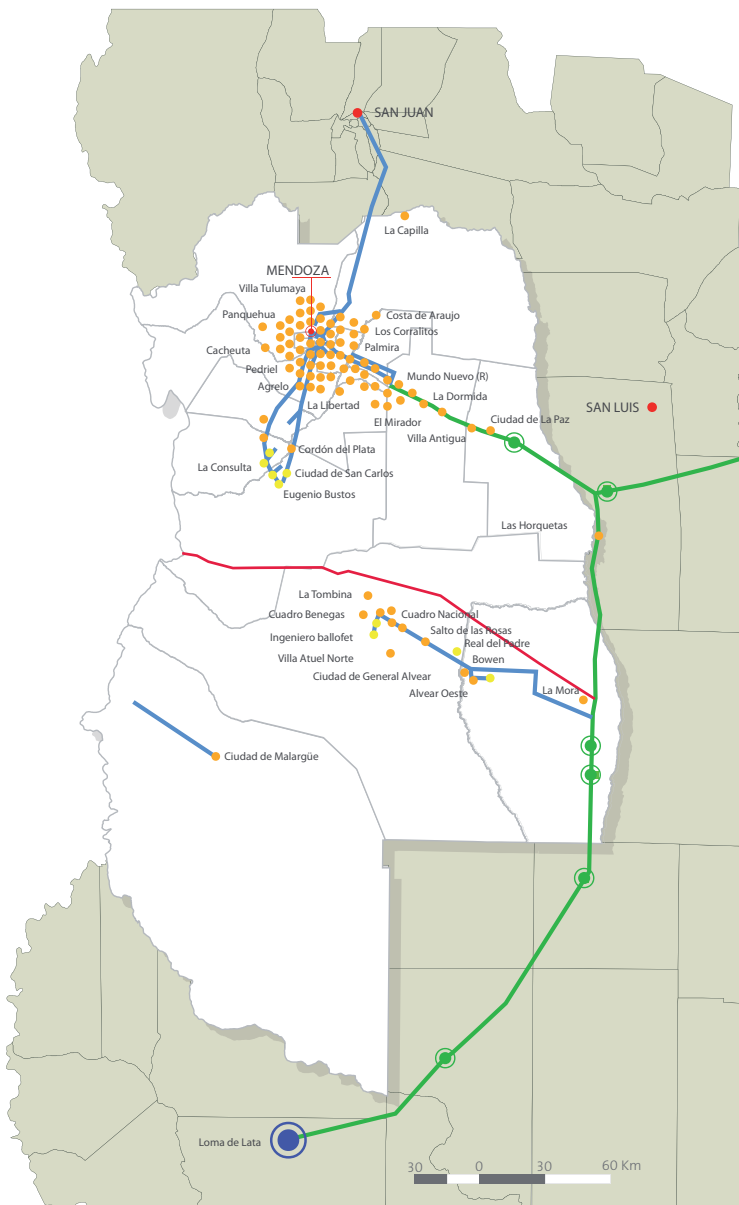 SAN JUAN
La Capilla
MENDOZA
Villa Tulumaya
Panquehua
Costa de Araujo
Los Corralitos
Cacheuta
Palmira
Pedriel
Mundo Nuevo (R)
Agrelo
La Dormida
La Libertad
SAN LUIS
El Mirador
Ciudad de La Paz
Villa Antigua
Cordón del Plata
La Consulta
Ciudad de San Carlos
Eugenio Bustos
Las Horquetas
La Tombina
Cuadro Benegas
Cuadro Nacional
Salto de las Rosas
Ingeniero ballofet
Real del Padre
Villa Atuel Norte
Bowen
Ciudad de General Alvear
Alvear Oeste
La Mora
Ciudad de Malargüe
Loma de Lata
30 0 30 60 Km